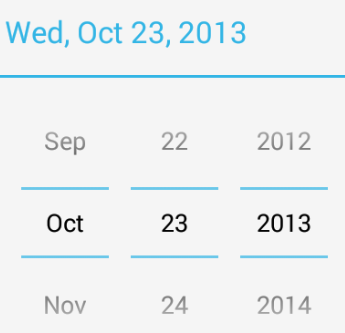 Wed, Oct 23, 2013
Sep 22 2012
Oct 23 2013
Nov 24 2014